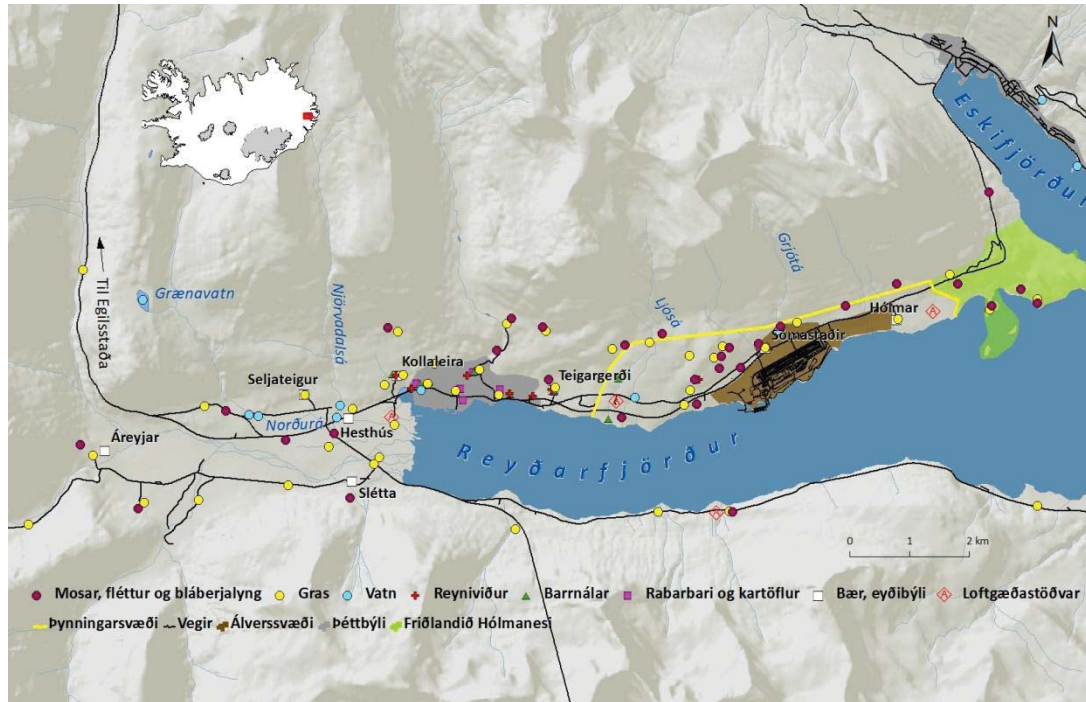 N
Eskifjörður
Til Egilsstaða
Grænavatn
Njörvadalsá
Ljósá
Grjótá
Hólmar
Sómastaðir
Kollaleira
Teigargerði
Seljateigur
Norðurá
Hesthús
Áreyjar
Slétta
Reyðarfjörður
0 1 2 km
Mosar, fléttur og bláberjalyng Gras Vatn Reyniviður Barrnálar Rabarbari og kartöflur Bær, eyðibýli Loftgæðastöðvar
Þynningarsvæði Vegir Álverssvæði Þéttbýli Friðlandið Hólmanesi